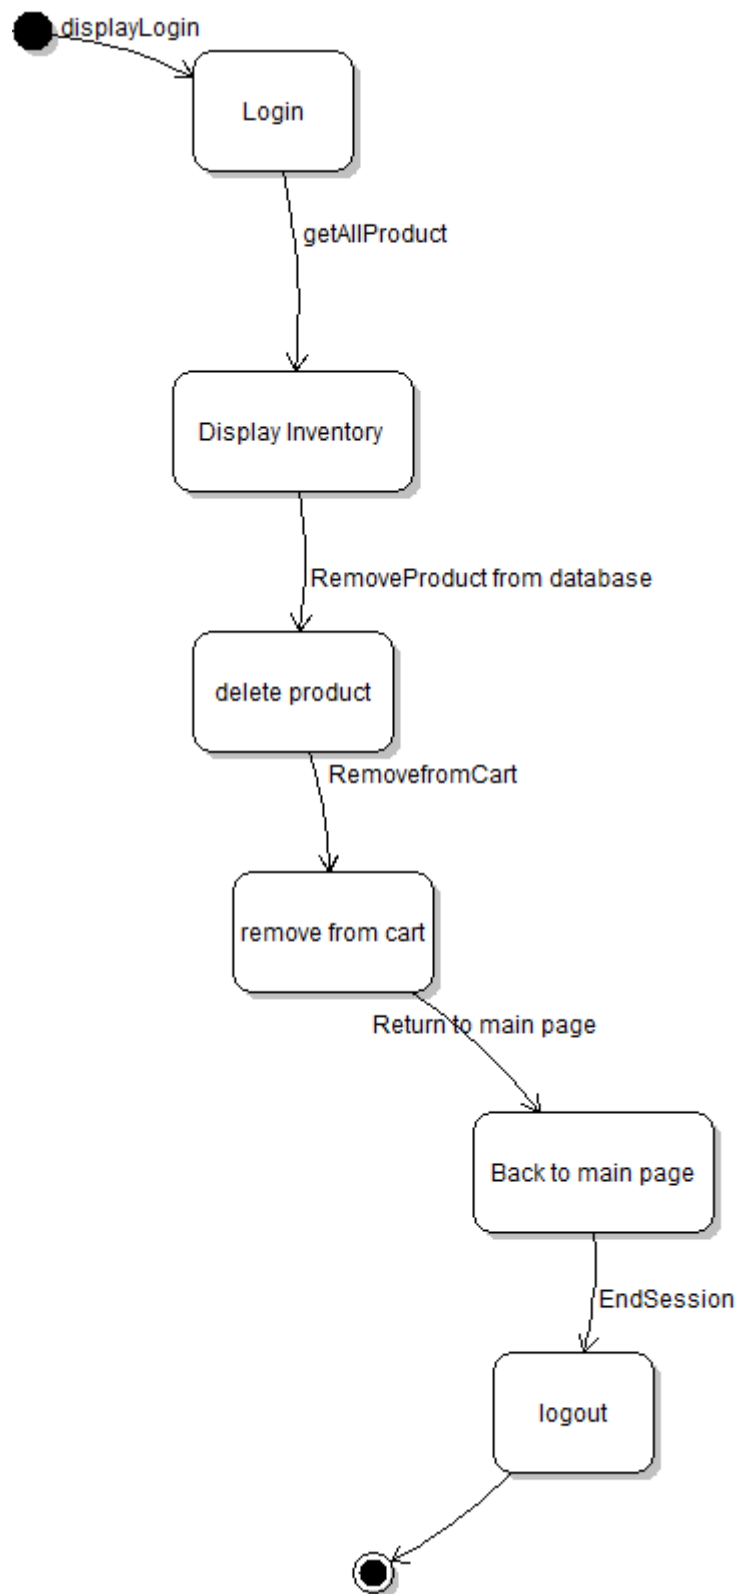 displayLogin
Login
getAllProduct
Display Inventory
RemoveProduct from database
delete product
RemovefromCart
remove from cart
Return to main page
Back to main page
EndSession
logout